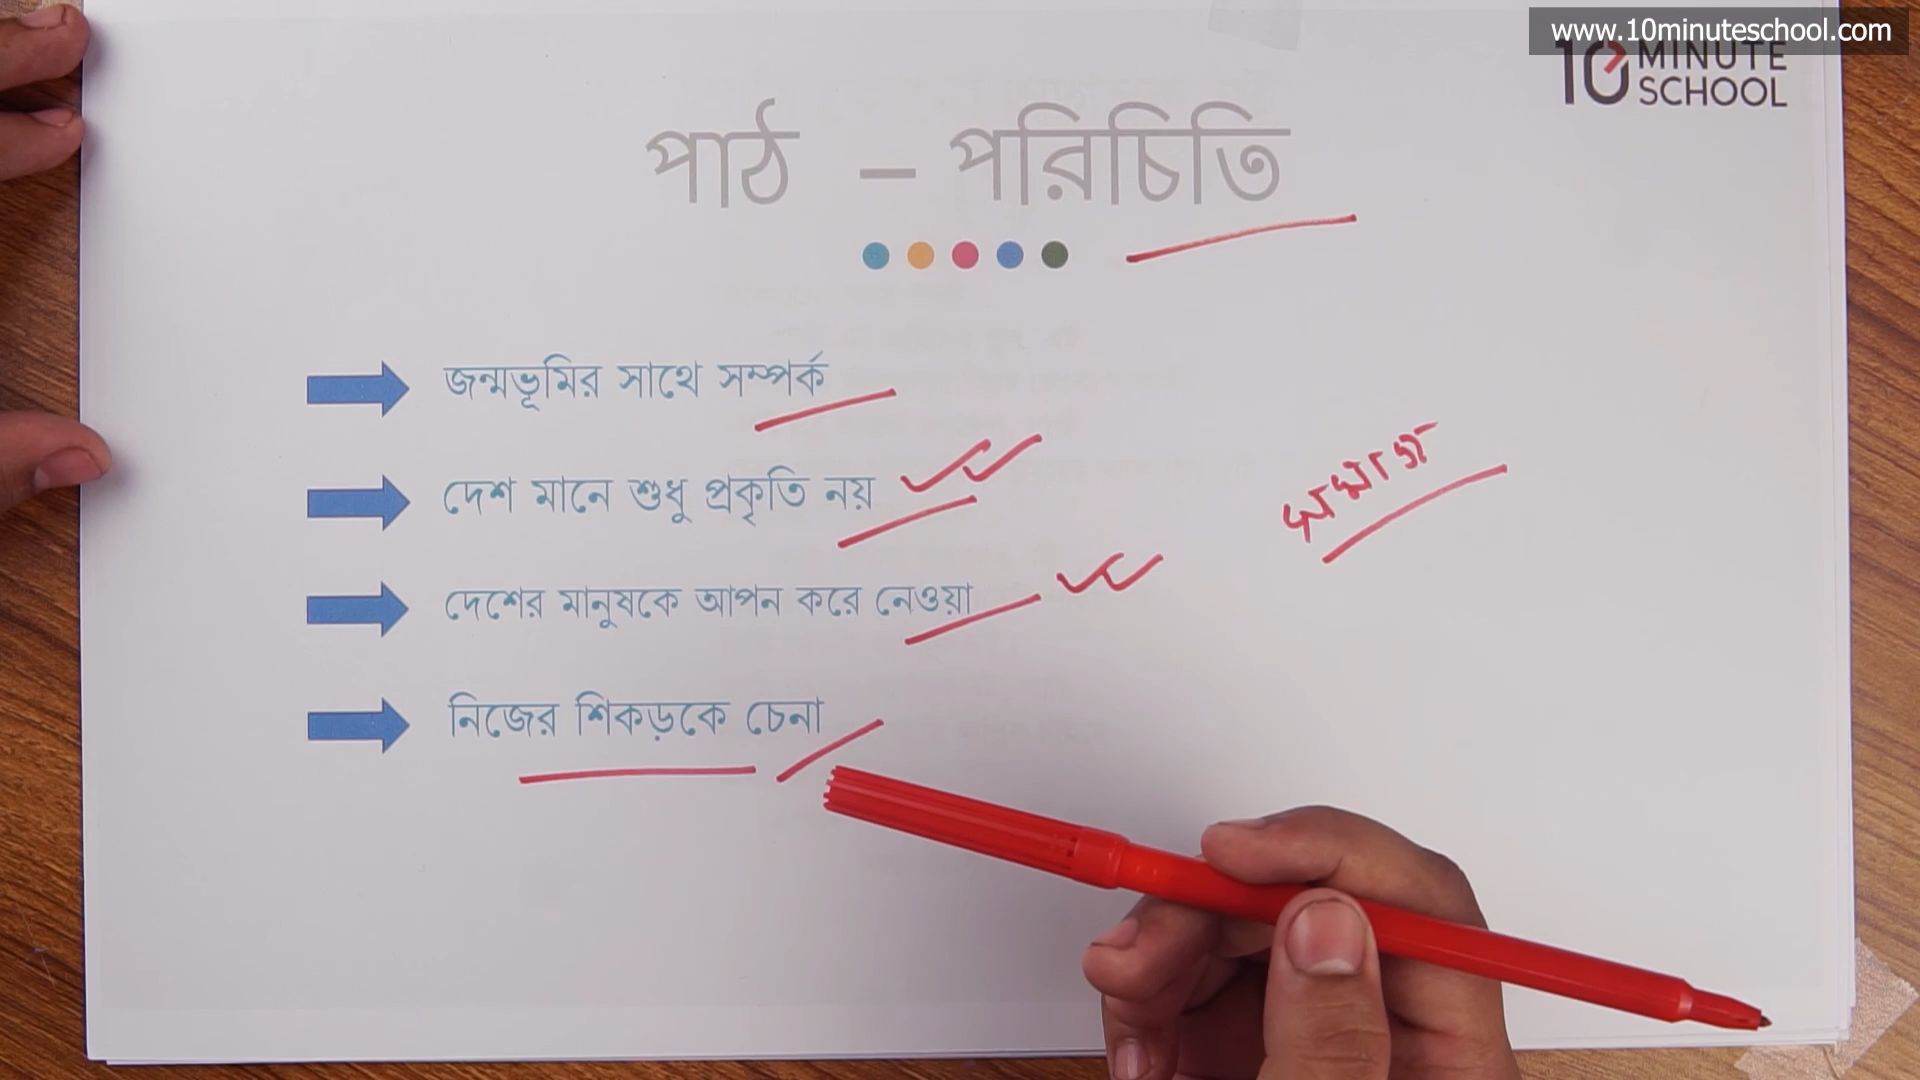 www.10minuteschool.com
10 MINUTE
SCHOOL
পাঠ – পরিচিতি
জন্মভূমির সাথে সম্পর্ক
দেশ মানে শুধু প্রকৃতি নয়
দেশের মানুষকে আপন করে নেওয়া
নিজের শিকড়কে চেনা